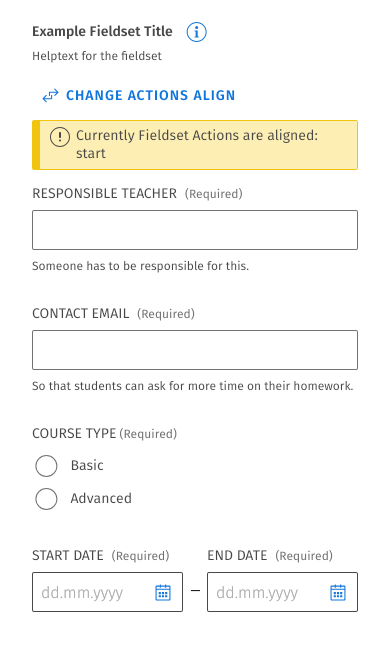 Example Fieldset Title
Helptext for the fieldset
CHANGE ACTIONS ALIGN
Currently Fieldset Actions are aligned:
start
RESPONSIBLE TEACHER (Required)
Someone has to be responsible for this.
CONTACT EMAIL (Required)
So that students can ask for more time on their homework.
COURSE TYPE (Required)
Basic
Advanced
START DATE (Required) END DATE (Required)
dd.mm.yyyy – dd.mm.yyyy